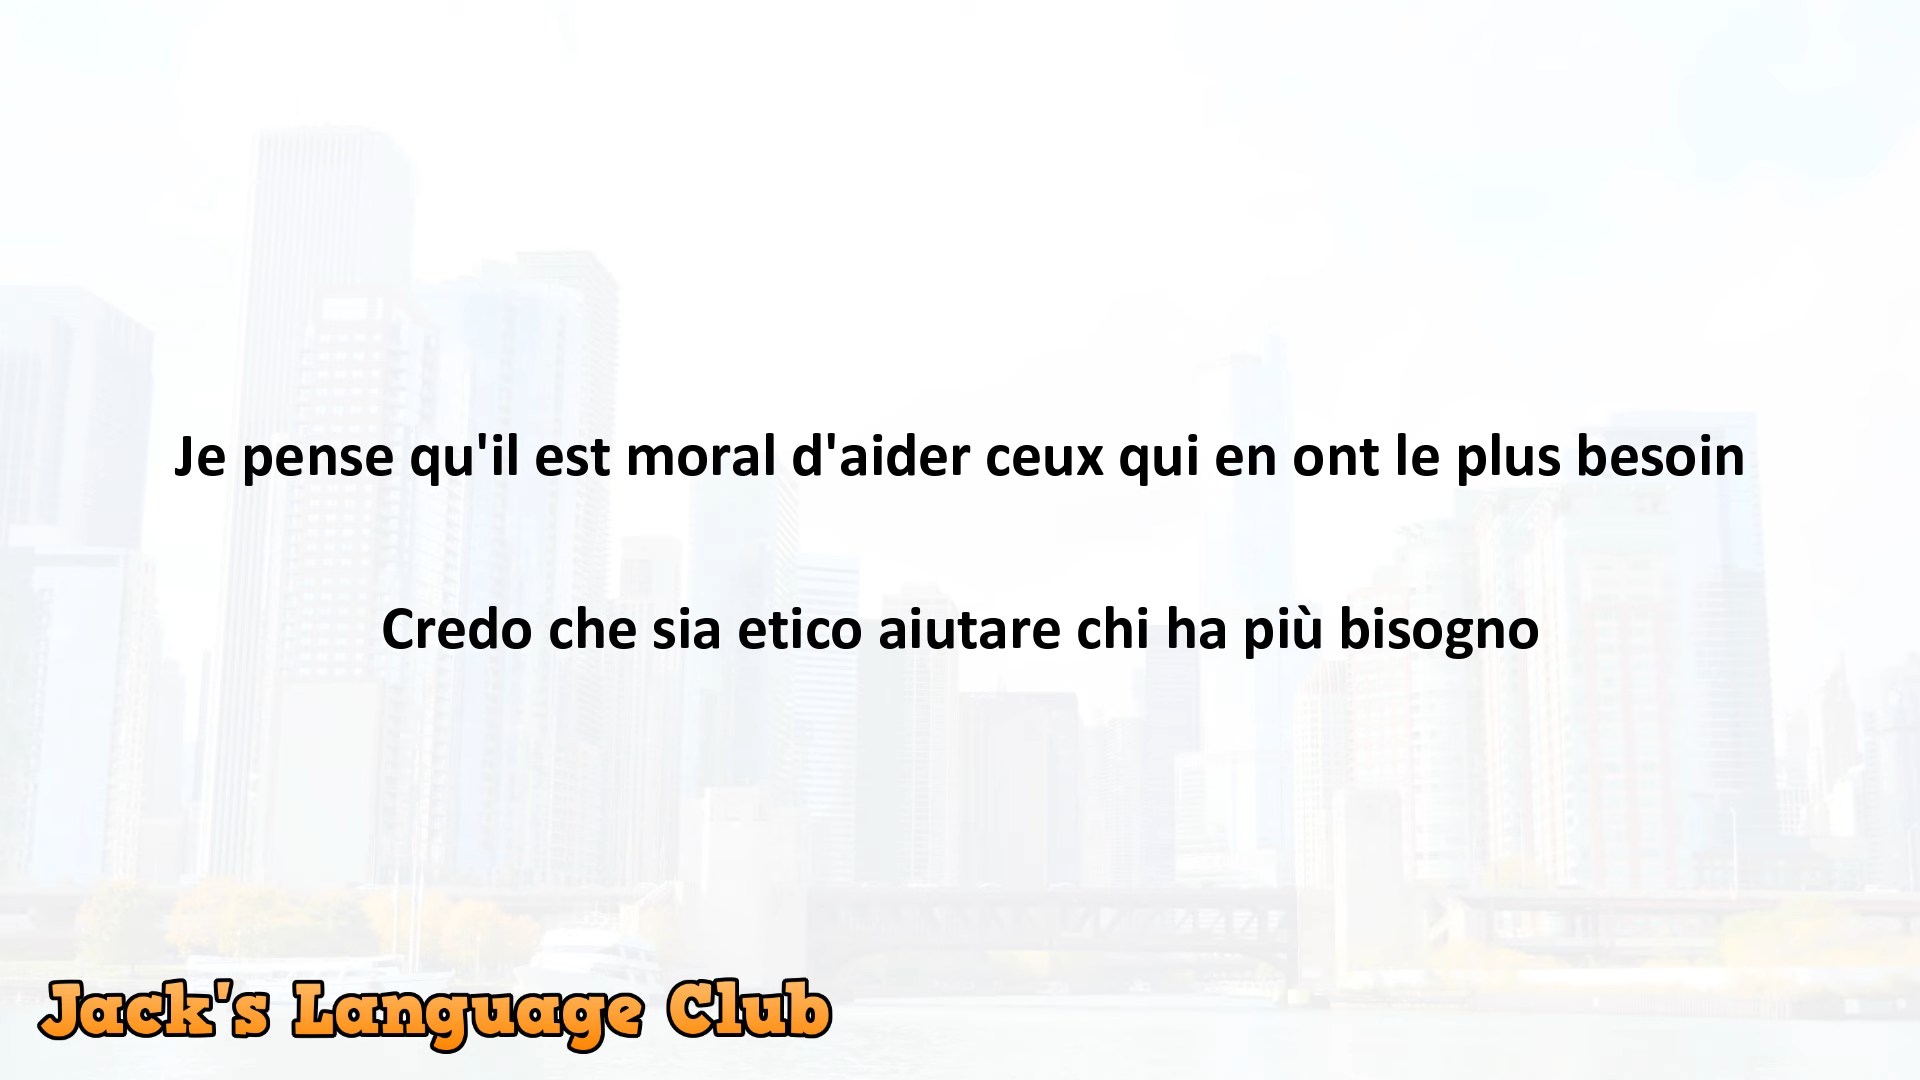 Je pense qu'il est moral d'aider ceux qui en ont le plus besoin
Credo che sia etico aiutare chi ha più bisogno
Jack's Language Club